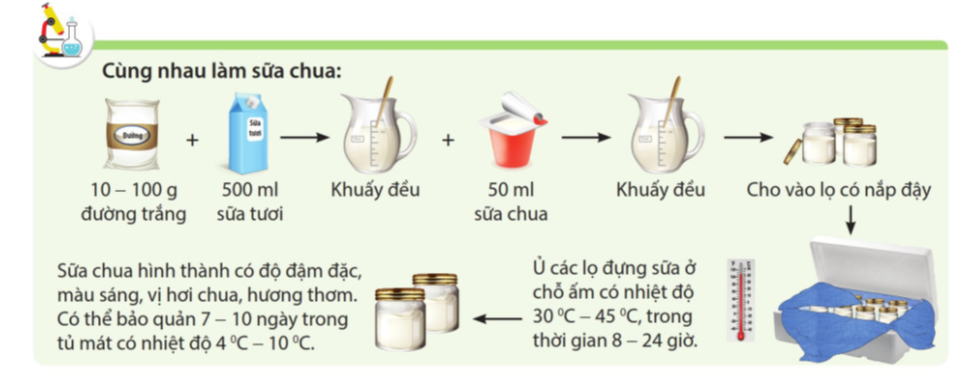 Cùng nhau làm sữa chua:
Đường
+
Sữa
tươi
+
10 – 100 g
đường trắng
500 ml
sữa tươi
Khuấy đều
50 ml
sữa chua
Khuấy đều
Cho vào lọ có nắp đậy
Ủ các lọ đựng sữa ở
chỗ ấm có nhiệt độ
30 ⁰C – 45 ⁰C, trong
thời gian 8 – 24 giờ.
Sữa chua hình thành có độ đậm đặc,
màu sáng, vị hơi chua, hương thơm.
Có thể bảo quản 7 – 10 ngày trong
tủ mát có nhiệt độ 4 ⁰C – 10 ⁰C.